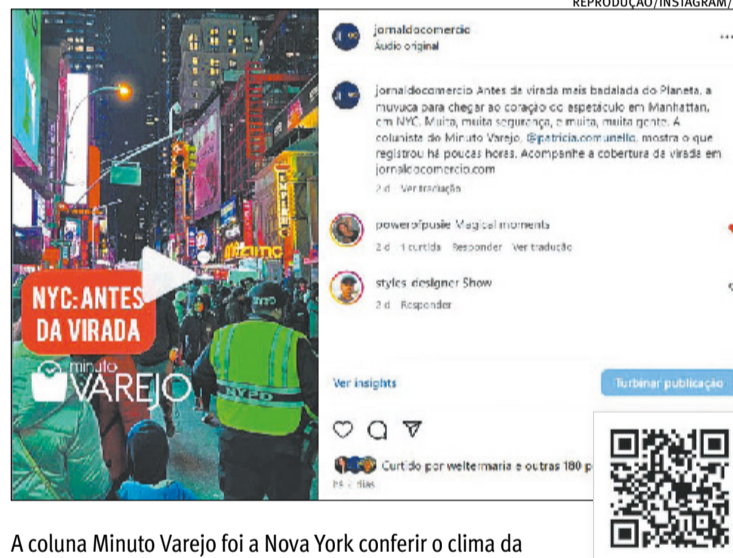 REPRODUÇÃO/INSTAGRAM/
jornaldocomercio
Áudio original
jornaldocomercio Antes da virada mais badalada do Planeta, a
muvuca para chegar ao coração do espetáculo em Manhattan,
em NYC. Muita, muita segurança, e muita, muita gente. A
colunista do Minuto Varejo, @patricia.comunello, mostra o que
registrou há poucas horas. Acompanhe a cobertura da virada em
jornaldocomercio.com
2 d Ver tradução
powerofpusie Magical moments
2 d 1 curtida Responder Ver tradução
styles_designer Show
2 d Responder
NYC: ANTES
DA VIRADA
minuto
VAREJO
NYPD
Ver insights
Turbinar publicação
Curtido por weltermaria e outras 180 p
há 2 dias
A coluna Minuto Varejo foi a Nova York conferir o clima da